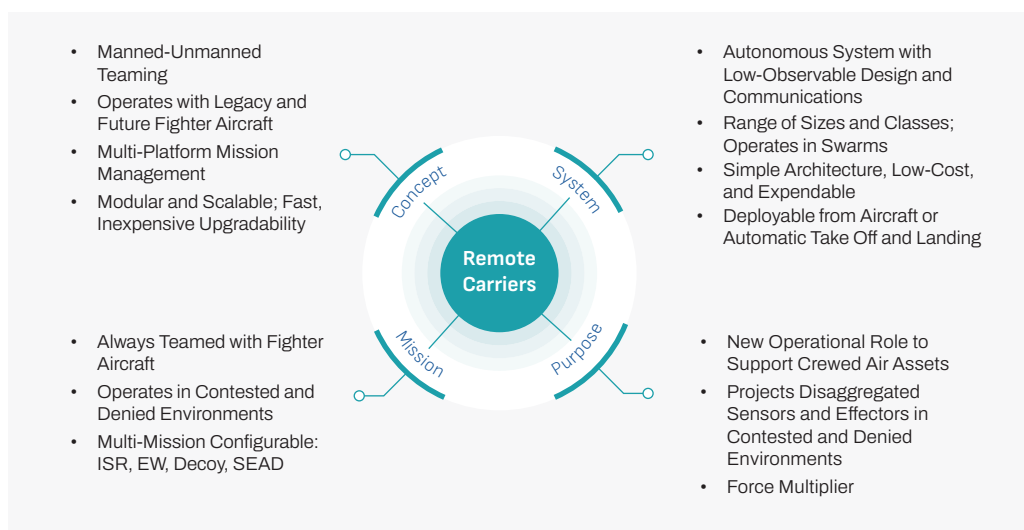 • Manned-Unmanned
Teaming
• Operates with Legacy and
Future Fighter Aircraft
• Multi-Platform Mission
Management
• Modular and Scalable; Fast,
Inexpensive Upgradability
• Autonomous System with
Low-Observable Design and
Communications
• Range of Sizes and Classes;
Operates in Swarms
• Simple Architecture, Low-Cost,
and Expendable
• Deployable from Aircraft or
Automatic Take Off and Landing
Concept
System
Remote
Carriers
Mission
Purpose
• Always Teamed with Fighter
Aircraft
• Operates in Contested and
Denied Environments
• Multi-Mission Configurable:
ISR, EW, Decoy, SEAD
• New Operational Role to
Support Crewed Air Assets
• Projects Disaggregated
Sensors and Effectors in
Contested and Denied
Environments
• Force Multiplier